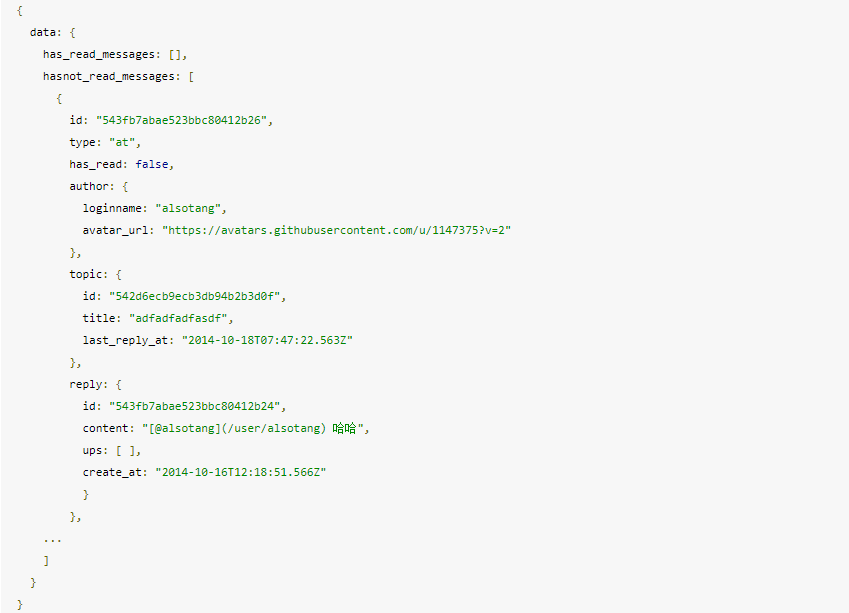 {
  data: {
    has_read_messages: [],
    hasnot_read_messages: [
      {
        id: "543fb7abae523bbc80412b26",
        type: "at",
        has_read: false,
        author: {
          loginname: "alsotang",
          avatar_url: "https://avatars.githubusercontent.com/u/1147375?v=2"
        },
        topic: {
          id: "542d6ecb9ecb3db94b2b3d0f",
          title: "adfadfadfasdf",
          last_reply_at: "2014-10-18T07:47:22.563Z"
        },
        reply: {
          id: "543fb7abae523bbc80412b24",
          content: "[@alsotang](/user/alsotang) 哈哈",
          ups: [ ],
          create_at: "2014-10-16T12:18:51.566Z"
          }
        },
    ...
    ]
  }
}